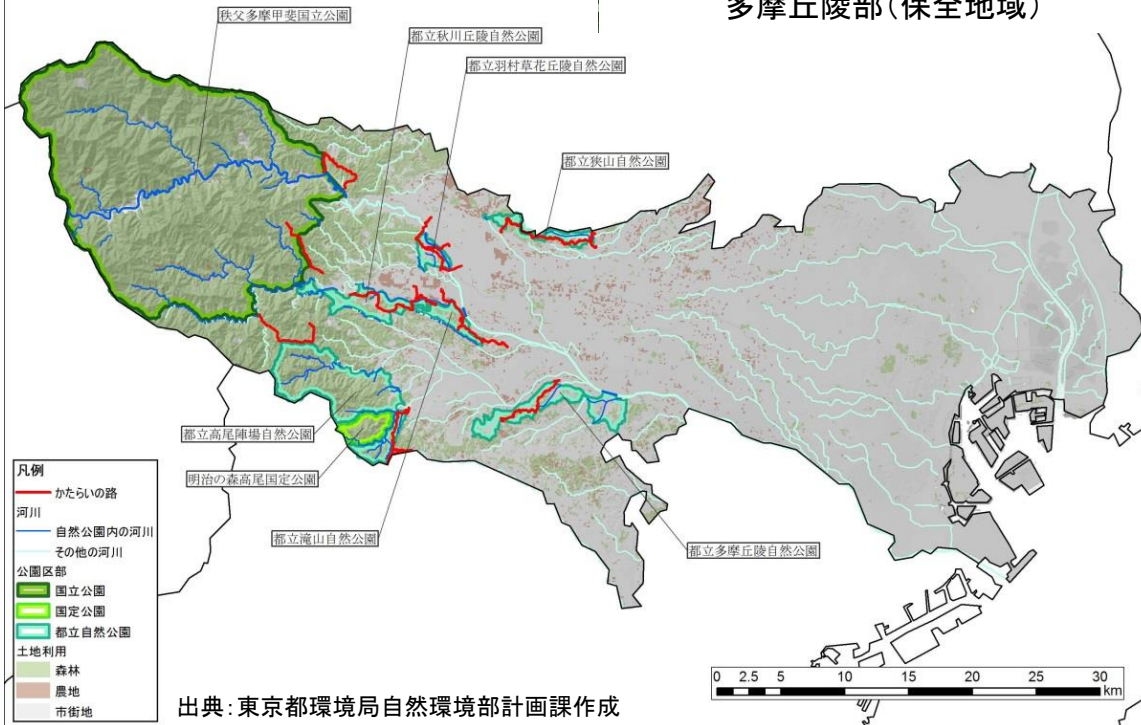 多摩丘陵部（保全地域）
秩父多摩甲斐国立公園
都立秋川丘陵自然公園
都立羽村草花丘陵自然公園
都立狭山自然公園
都立高尾陣場自然公園
明治の森高尾国定公園
都立滝山自然公園
都立多摩丘陵自然公園
凡例
かたらいの路
河川
自然公園内の河川
その他の河川
公園区部
国立公園
国定公園
都立自然公園
土地利用
森林
農地
市街地
出典：東京都環境局自然環境部計画課作成
0 2.5 5 10 15 20 25 30
km